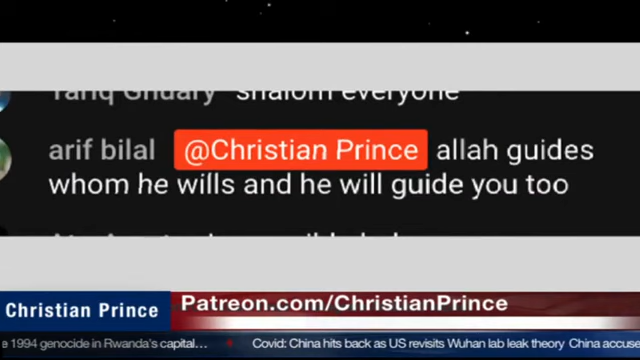 Tariq Ghuary shalom everyone
arif bilal @Christian Prince allah guides
whom he wills and he will guide you too
Christian Prince
Patreon.com/ChristianPrince
e 1994 genocide in Rwanda's capital... Covid: China hits back as US revisits Wuhan lab leak theory China accuse